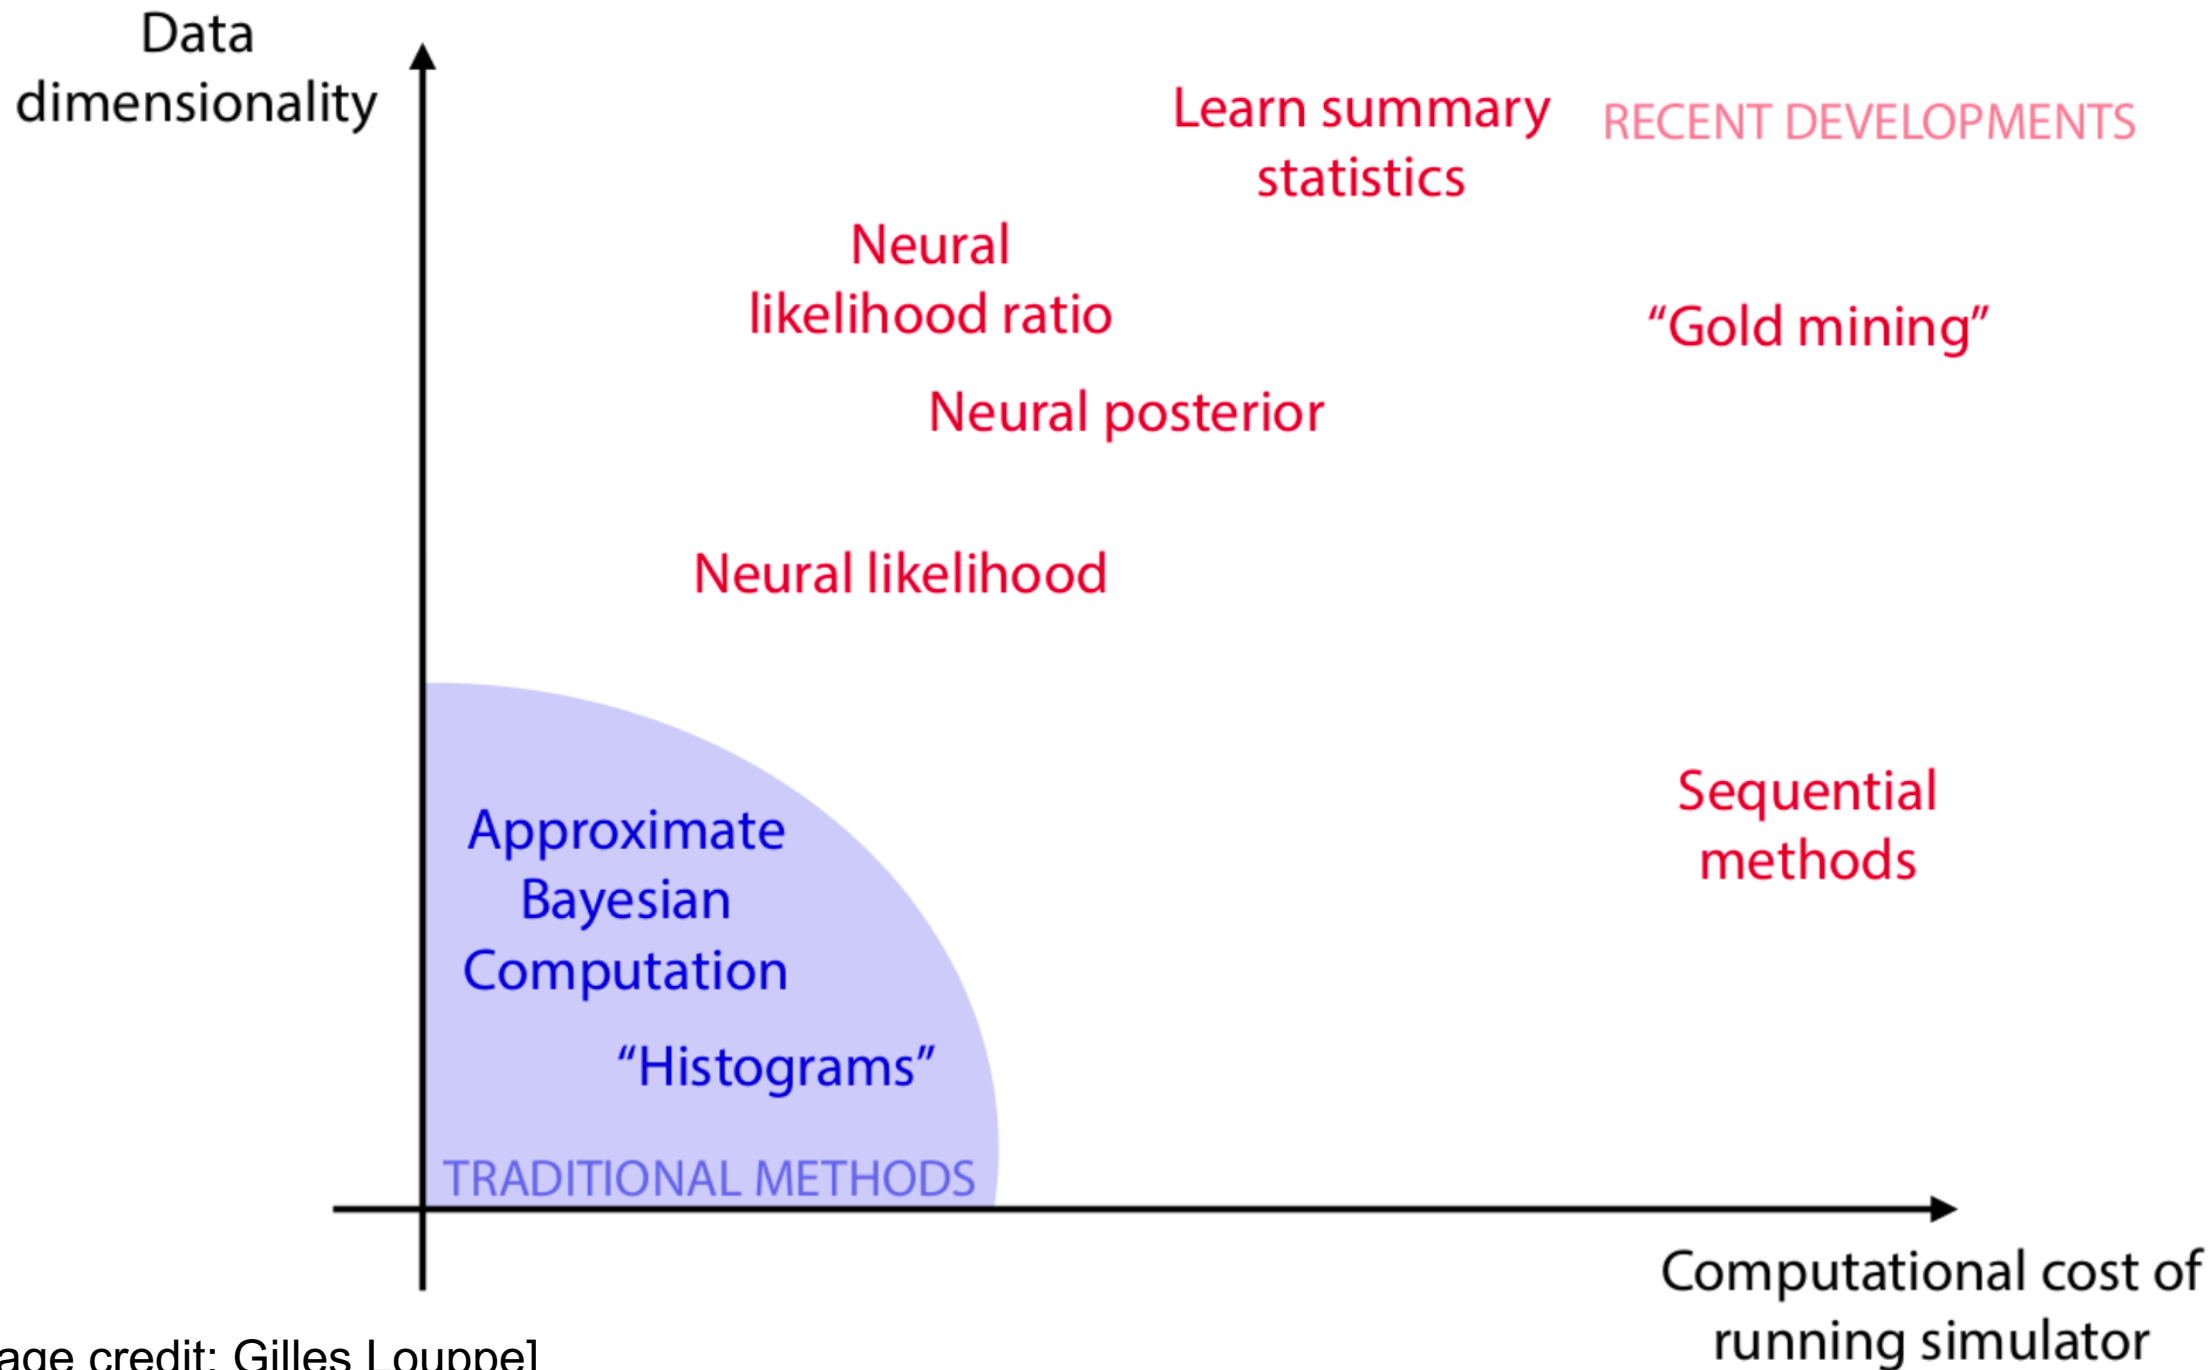 Data
dimensionality
Learn summary
statistics
RECENT DEVELOPMENTS
Neural
likelihood ratio
“Gold mining”
Neural posterior
Neural likelihood
Sequential
methods
Approximate
Bayesian
Computation
“Histograms”
TRADITIONAL METHODS
Computational cost of
running simulator
credit: Gilles Louppe]